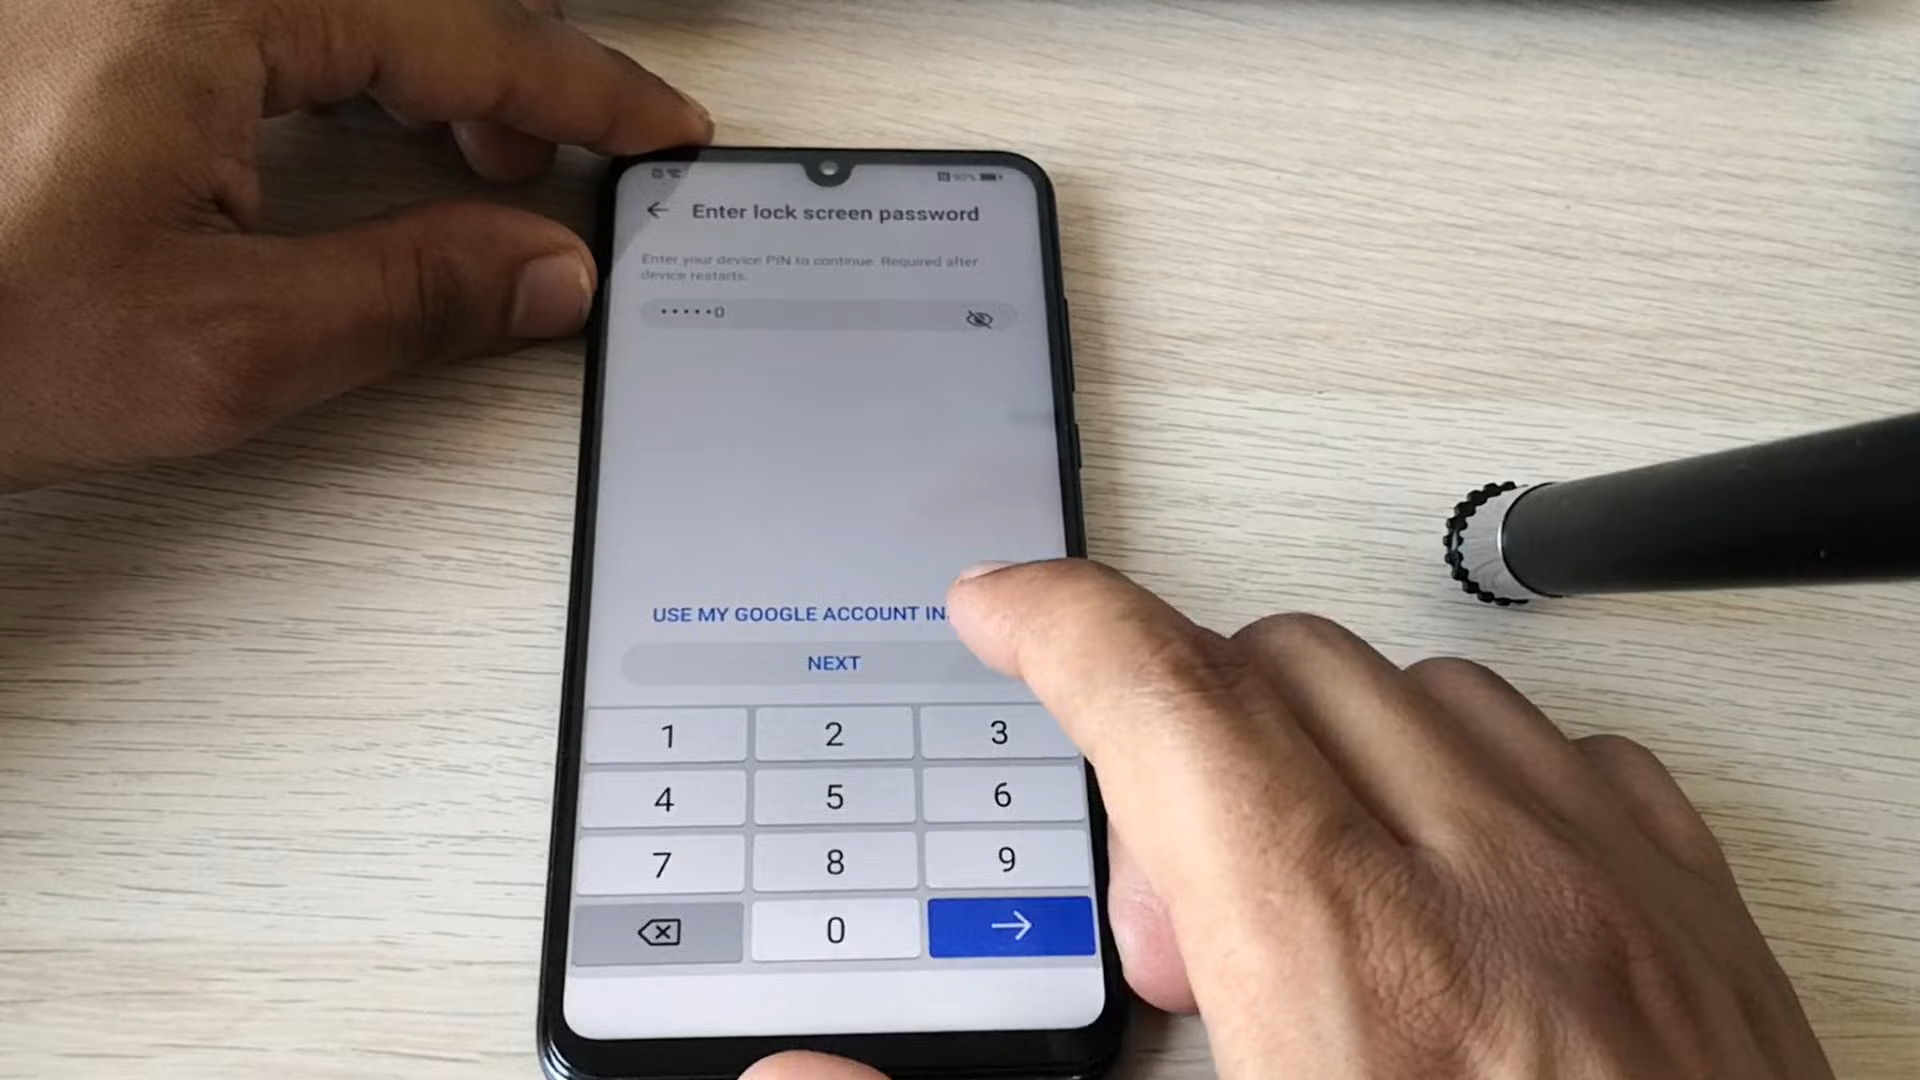 90%
Enter lock screen password
Enter your device PIN to continue. Required after
device restarts.
•••••0
USE MY GOOGLE ACCOUNT IN
NEXT
1 2 3
4 5 6
7 8 9
0